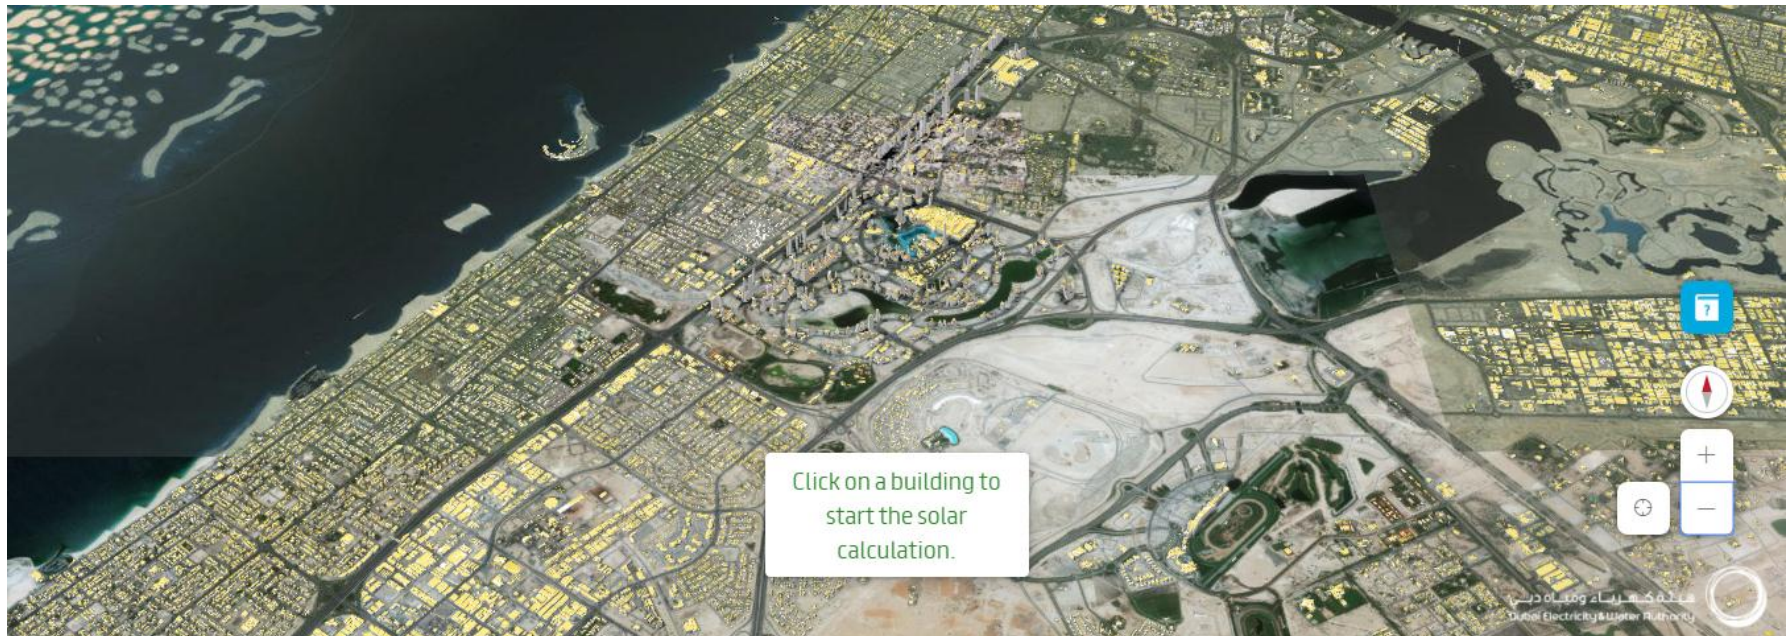 ?
Click on a building to
start the solar
calculation.
+
−
هيئة كهرباء ومياه دبي
Dubai Electricity & Water Authority